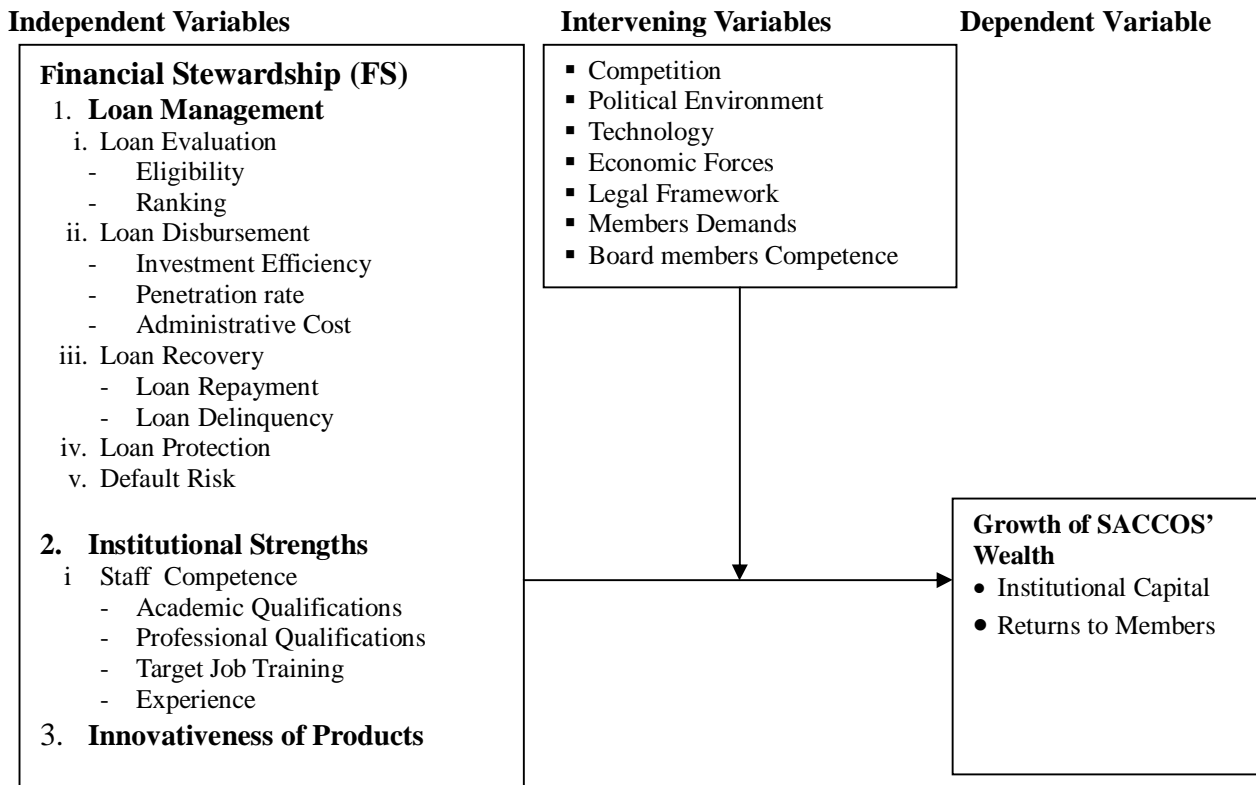 Independent Variables
Financial Stewardship (FS)
1. Loan Management
i. Loan Evaluation
- Eligibility
- Ranking
ii. Loan Disbursement
- Investment Efficiency
- Penetration rate
- Administrative Cost
iii. Loan Recovery
- Loan Repayment
- Loan Delinquency
iv. Loan Protection
v. Default Risk
2. Institutional Strengths
i Staff Competence
- Academic Qualifications
- Professional Qualifications
- Target Job Training
- Experience
3. Innovativeness of Products
Intervening Variables
▪ Competition
▪ Political Environment
▪ Technology
▪ Economic Forces
▪ Legal Framework
▪ Members Demands
▪ Board members Competence
Dependent Variable
Growth of SACCOS’
Wealth
• Institutional Capital
• Returns to Members